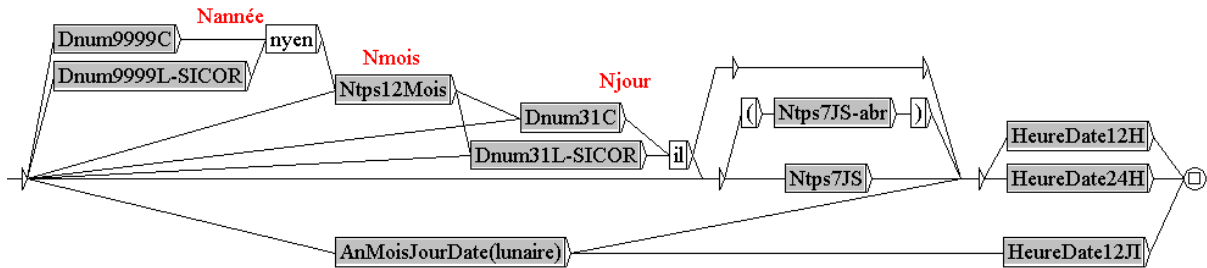 Nannée
Dnum9999C nyen
Dnum9999L-SICOR
Nmois
Ntps12Mois
Njour
Dnum31C
Dnum31L-SICOR il
( Ntps7JS-abr )
Ntps7JS
HeureDate12H
HeureDate24H
AnMoisJourDate(lunaire)
HeureDate12JI